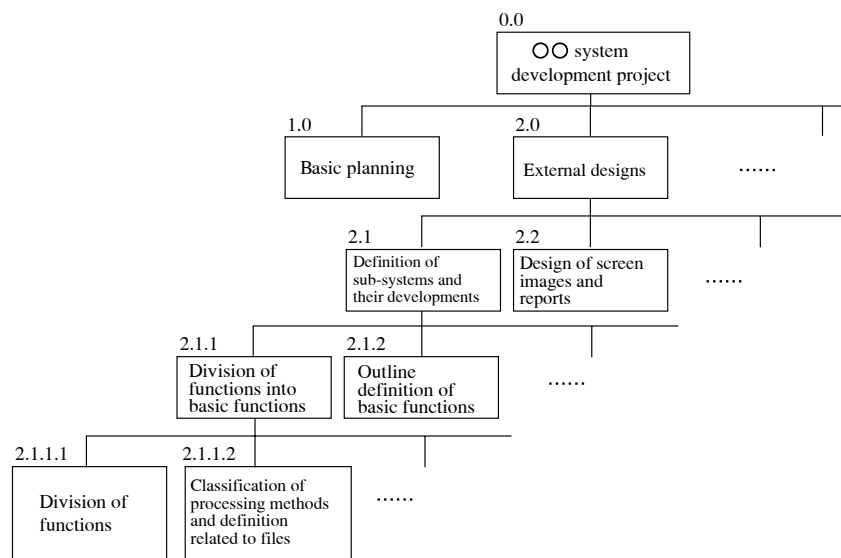 0.0
○○ system
development project
1.0
2.0
Basic planning
External designs
......
2.1
2.2
Definition of
sub-systems and
their developments
Design of screen
images and
reports
......
2.1.1
2.1.2
Division of
functions into
basic functions
Outline
definition of
basic functions
......
2.1.1.1
2.1.1.2
Division of
functions
Classification of
processing methods
and definition
related to files
......